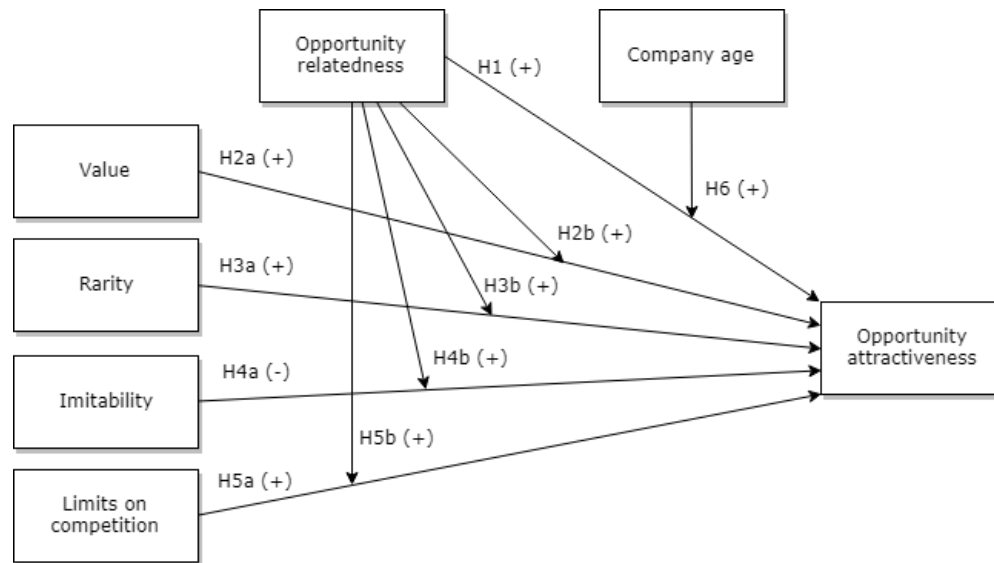 Opportunity
relatedness
Company age
H1 (+)
Value
H2a (+)
H6 (+)
H2b (+)
Rarity
H3a (+)
H3b (+)
Opportunity
attractiveness
Imitability
H4a (-)
H4b (+)
H5b (+)
Limits on
competition
H5a (+)